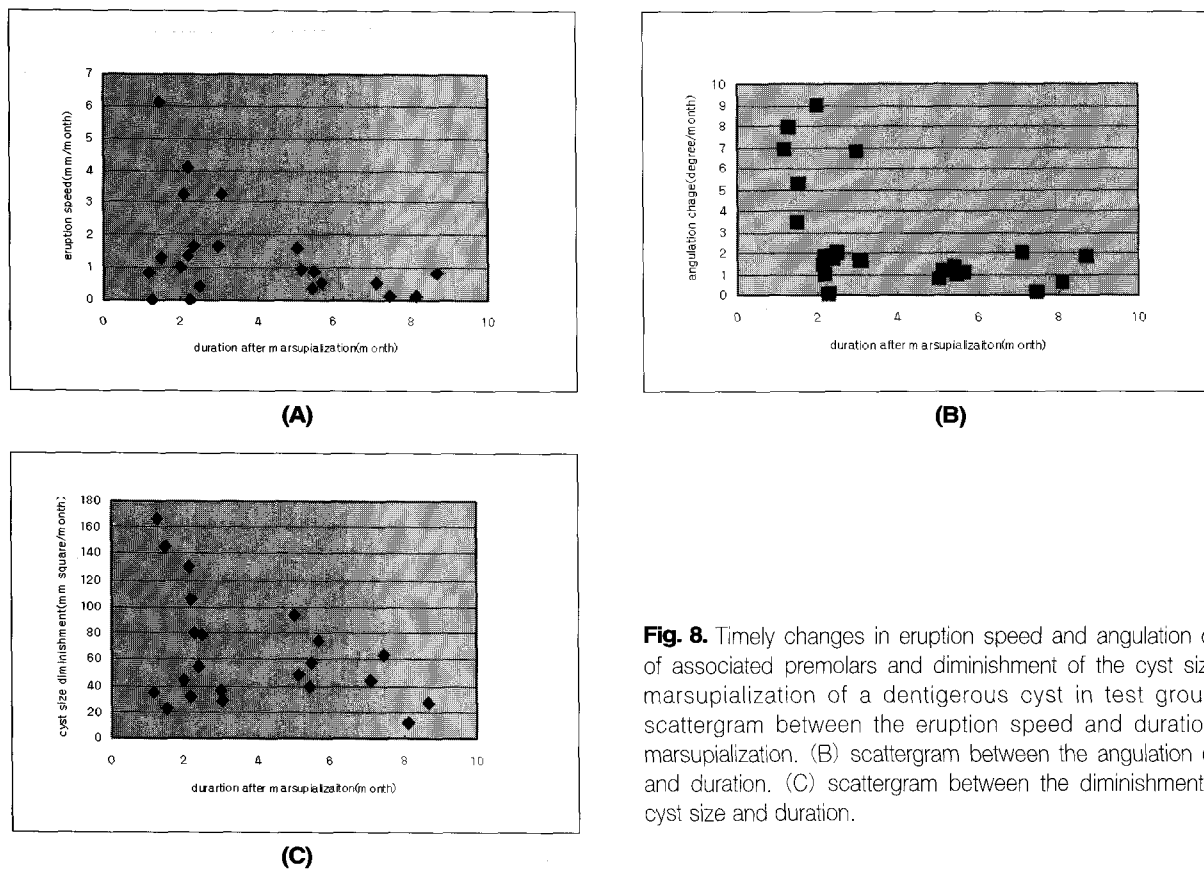 7
6
5
4
3
2
1
0
eruption speed(mm/month)
0 2 4 6 8 10
duration after marsupialization(month)
(A)
10
9
8
7
6
5
4
3
2
1
0
angulation chage(degree/month)
0 2 4 6 8 10
duration after marsupializaiton(month)
(B)
180
160
140
120
100
80
60
40
20
0
cyst size diminishment(mm square/month)
0 2 4 6 8 10
durartion after marsupializaiton(month)
(C)
Fig. 8. Timely changes in eruption speed and angulation
of associated premolars and diminishment of the cyst
marsupialization of a dentigerous cyst in test
scattergram between the eruption speed and
marsupialization. (B) scattergram between the angulation
and duration. (C) scattergram between the diminishment
cyst size and duration.